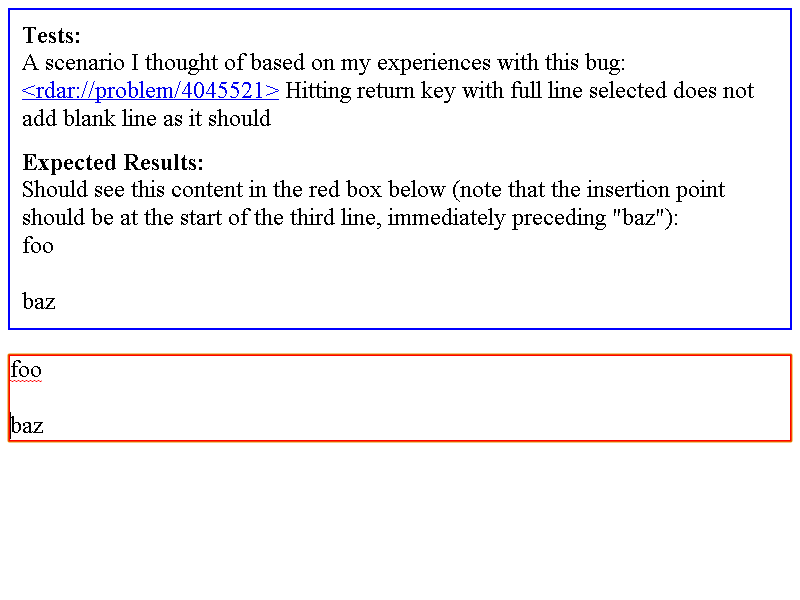 Tests:
A scenario I thought of based on my experiences with this bug:
<rdar://problem/4045521> Hitting return key with full line selected does not
add blank line as it should
Expected Results:
Should see this content in the red box below (note that the insertion point
should be at the start of the third line, immediately preceding "baz"):
foo
baz
foo
baz